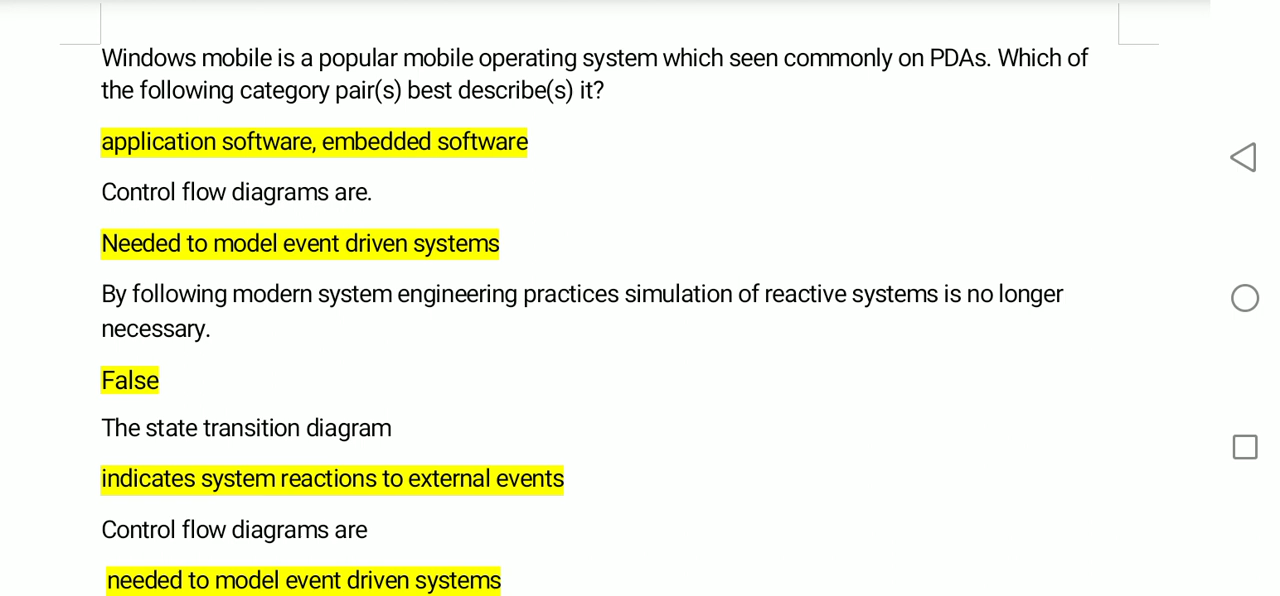 Windows mobile is a popular mobile operating system which seen commonly on PDAs. Which of
the following category pair(s) best describe(s) it?
application software, embedded software
Control flow diagrams are.
Needed to model event driven systems
By following modern system engineering practices simulation of reactive systems is no longer
necessary.
False
The state transition diagram
indicates system reactions to external events
Control flow diagrams are
needed to model event driven systems